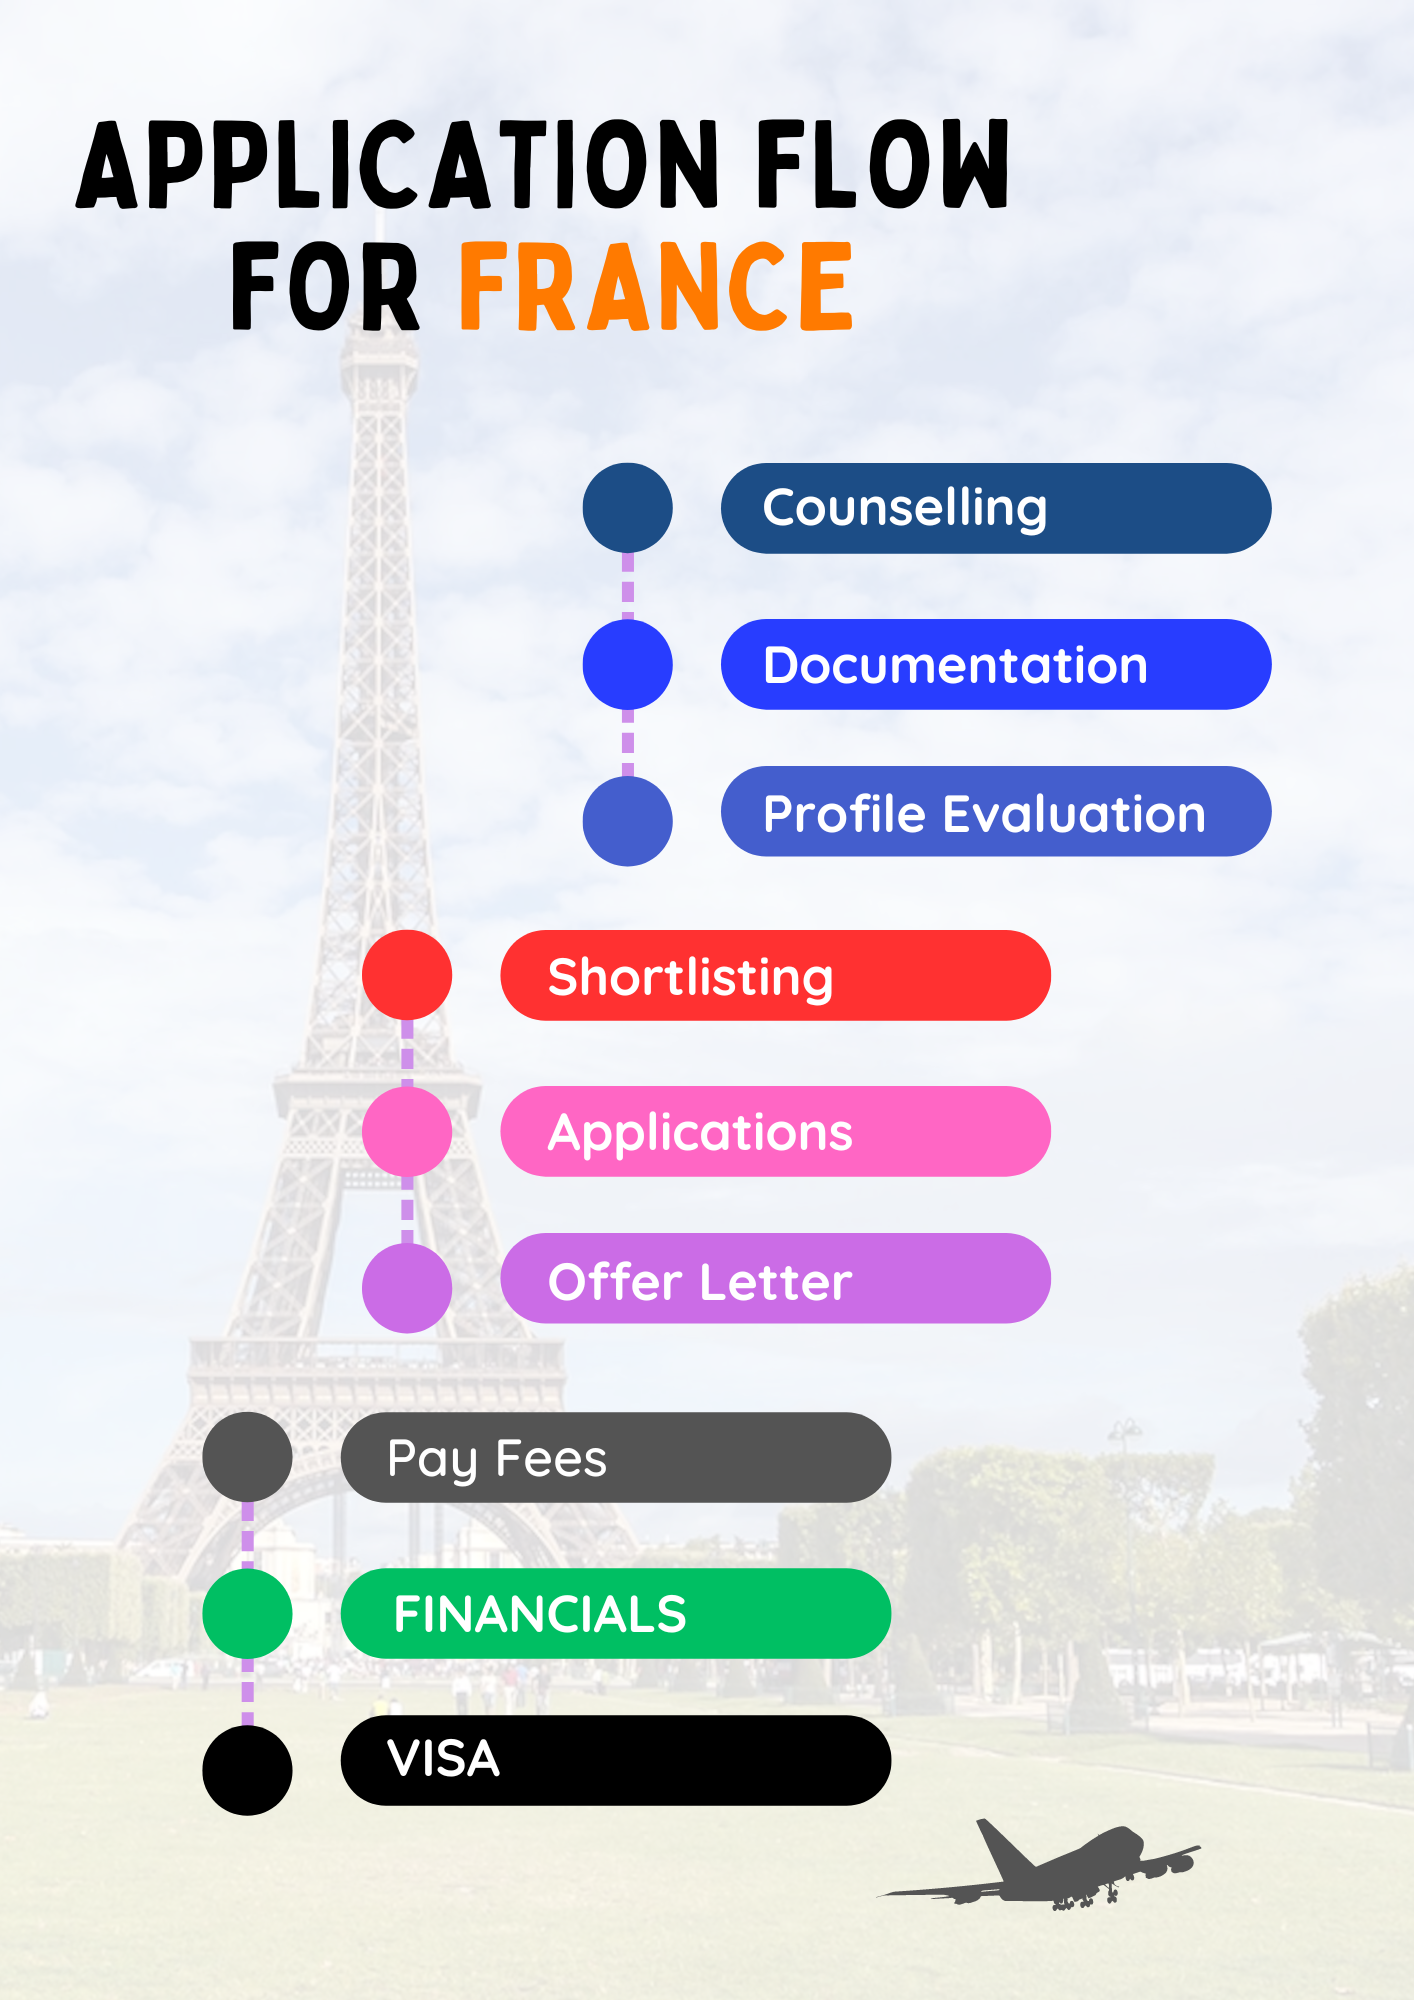 APPLICATION FLOW
FOR FRANCE
Counselling
Documentation
Profile Evaluation
Shortlisting
Applications
Offer Letter
Pay Fees
FINANCIALS
VISA